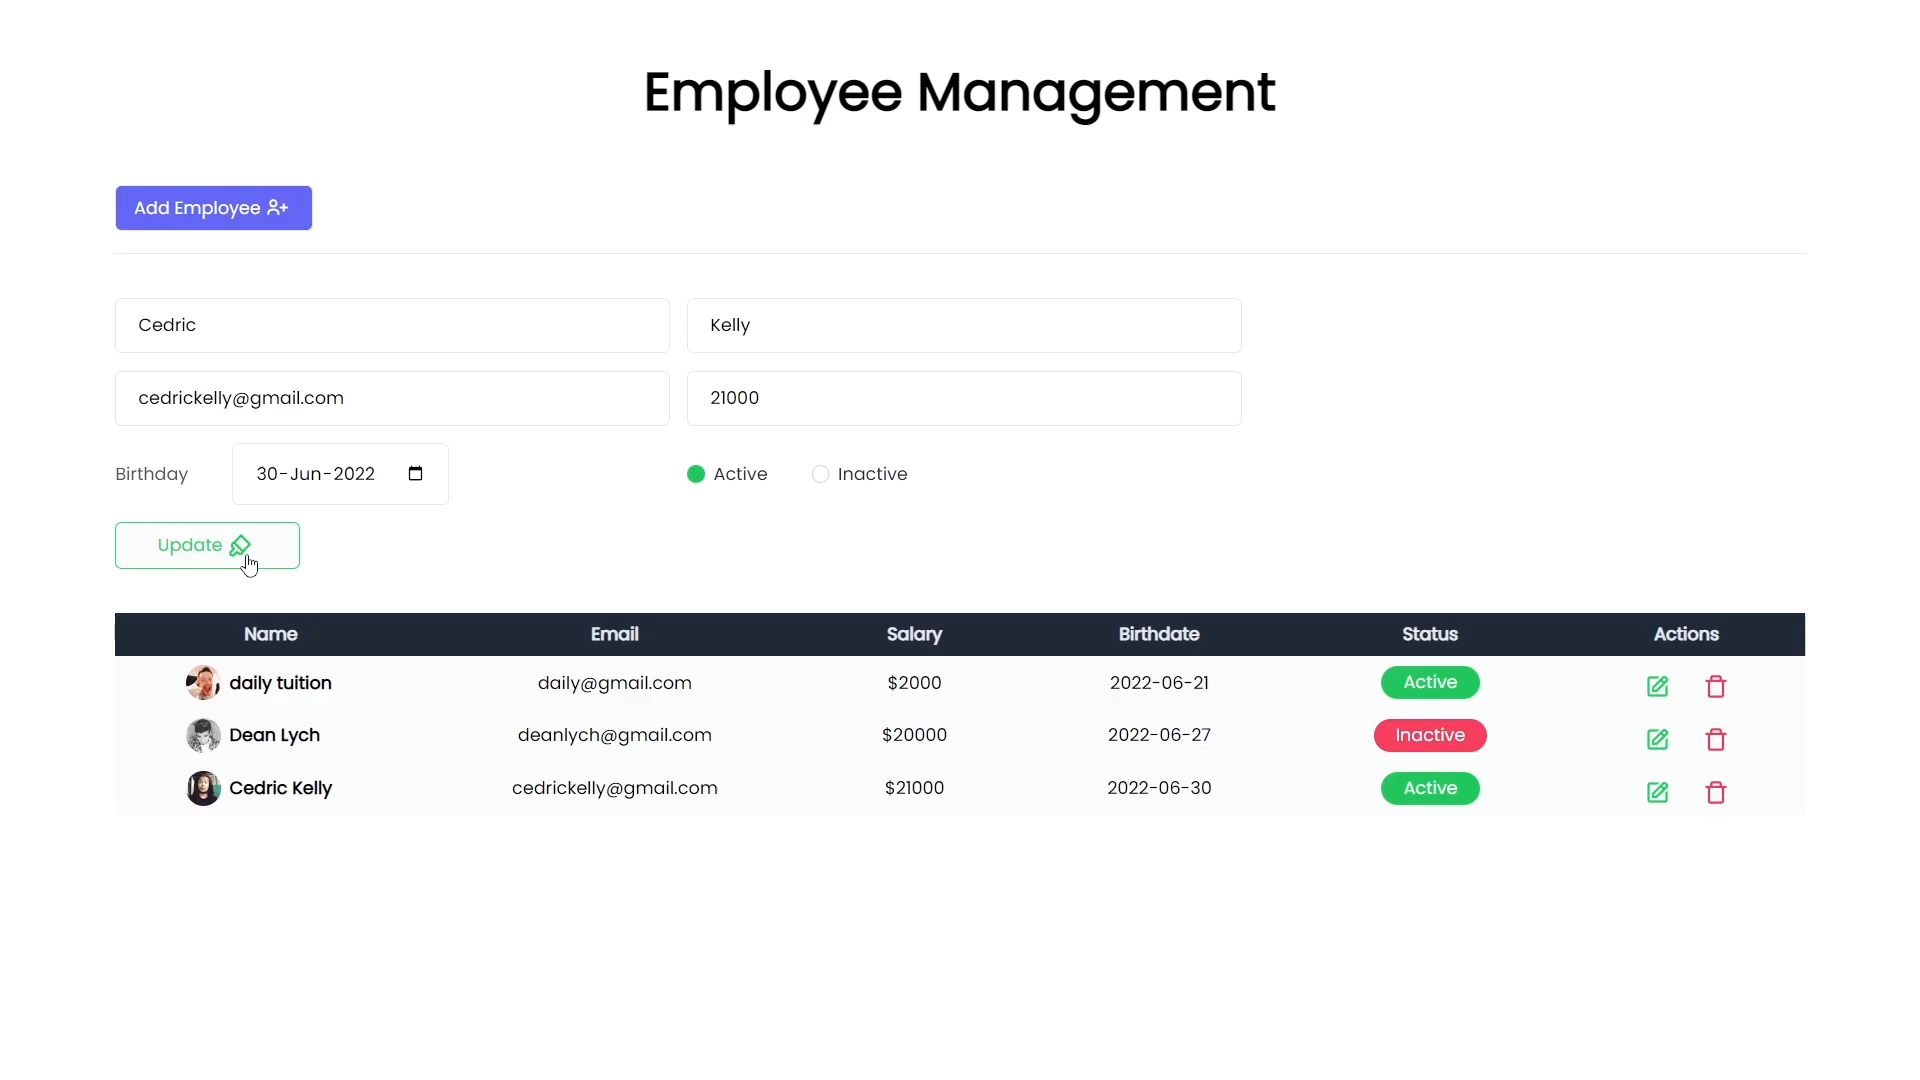 Employee Management
Add Employee
Cedric
Kelly
cedrickelly@gmail.com
21000
Birthday
30-Jun-2022
Active
Inactive
Update
Name Email Salary Birthdate Status Actions
daily tuition daily@gmail.com $2000 2022-06-21 Active
Dean Lych deanlych@gmail.com $20000 2022-06-27 Inactive
Cedric Kelly cedrickelly@gmail.com $21000 2022-06-30 Active